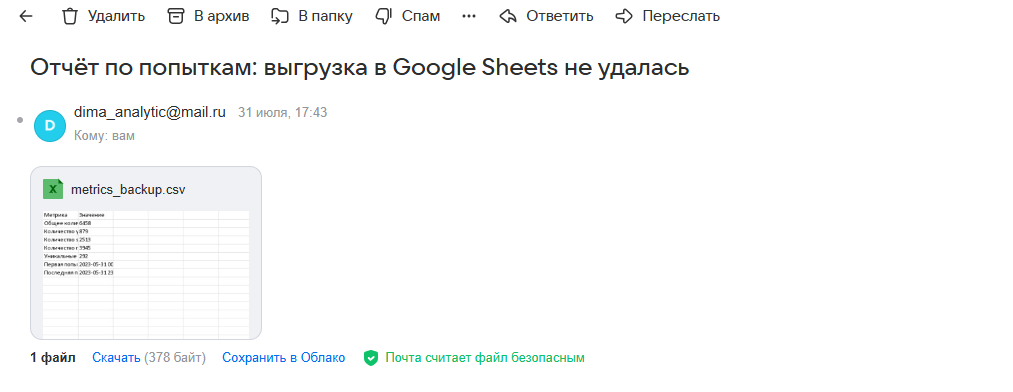 Удалить В архив В папку Спам Ответить Переслать
Отчёт по попыткам: выгрузка в Google Sheets не удалась
D dima_analytic@mail.ru 31 июля, 17:43
Кому: вам
X metrics_backup.csv
Метрика Значение
Общее коли 6458
Количество 879
Количество 2513
Количество 3945
Уникальные 292
Первая попы 2023-05-31 00
Последняя п 2023-05-31 23
1 файл Скачать (378 байт) Сохранить в Облако Почта считает файл безопасным